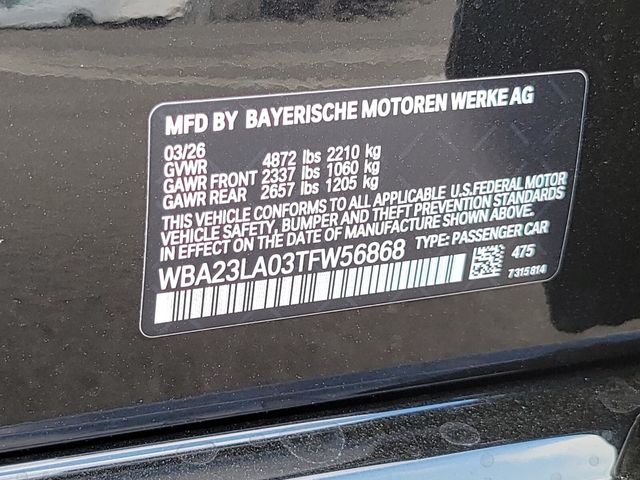 MFD BY BAYERISCHE MOTOREN WERKE AG
03/26
GVWR 4872 lbs 2210 kg
GAWR FRONT 2337 lbs 1060 kg
GAWR REAR 2657 lbs 1205 kg
THIS VEHICLE CONFORMS TO ALL APPLICABLE U.S.FEDERAL MOTOR
VEHICLE SAFETY, BUMPER AND THEFT PREVENTION STANDARDS
IN EFFECT ON THE DATE OF MANUFACTURE SHOWN ABOVE.
WBA23LA03TFW56868 TYPE: PASSENGER CAR
475
7315814